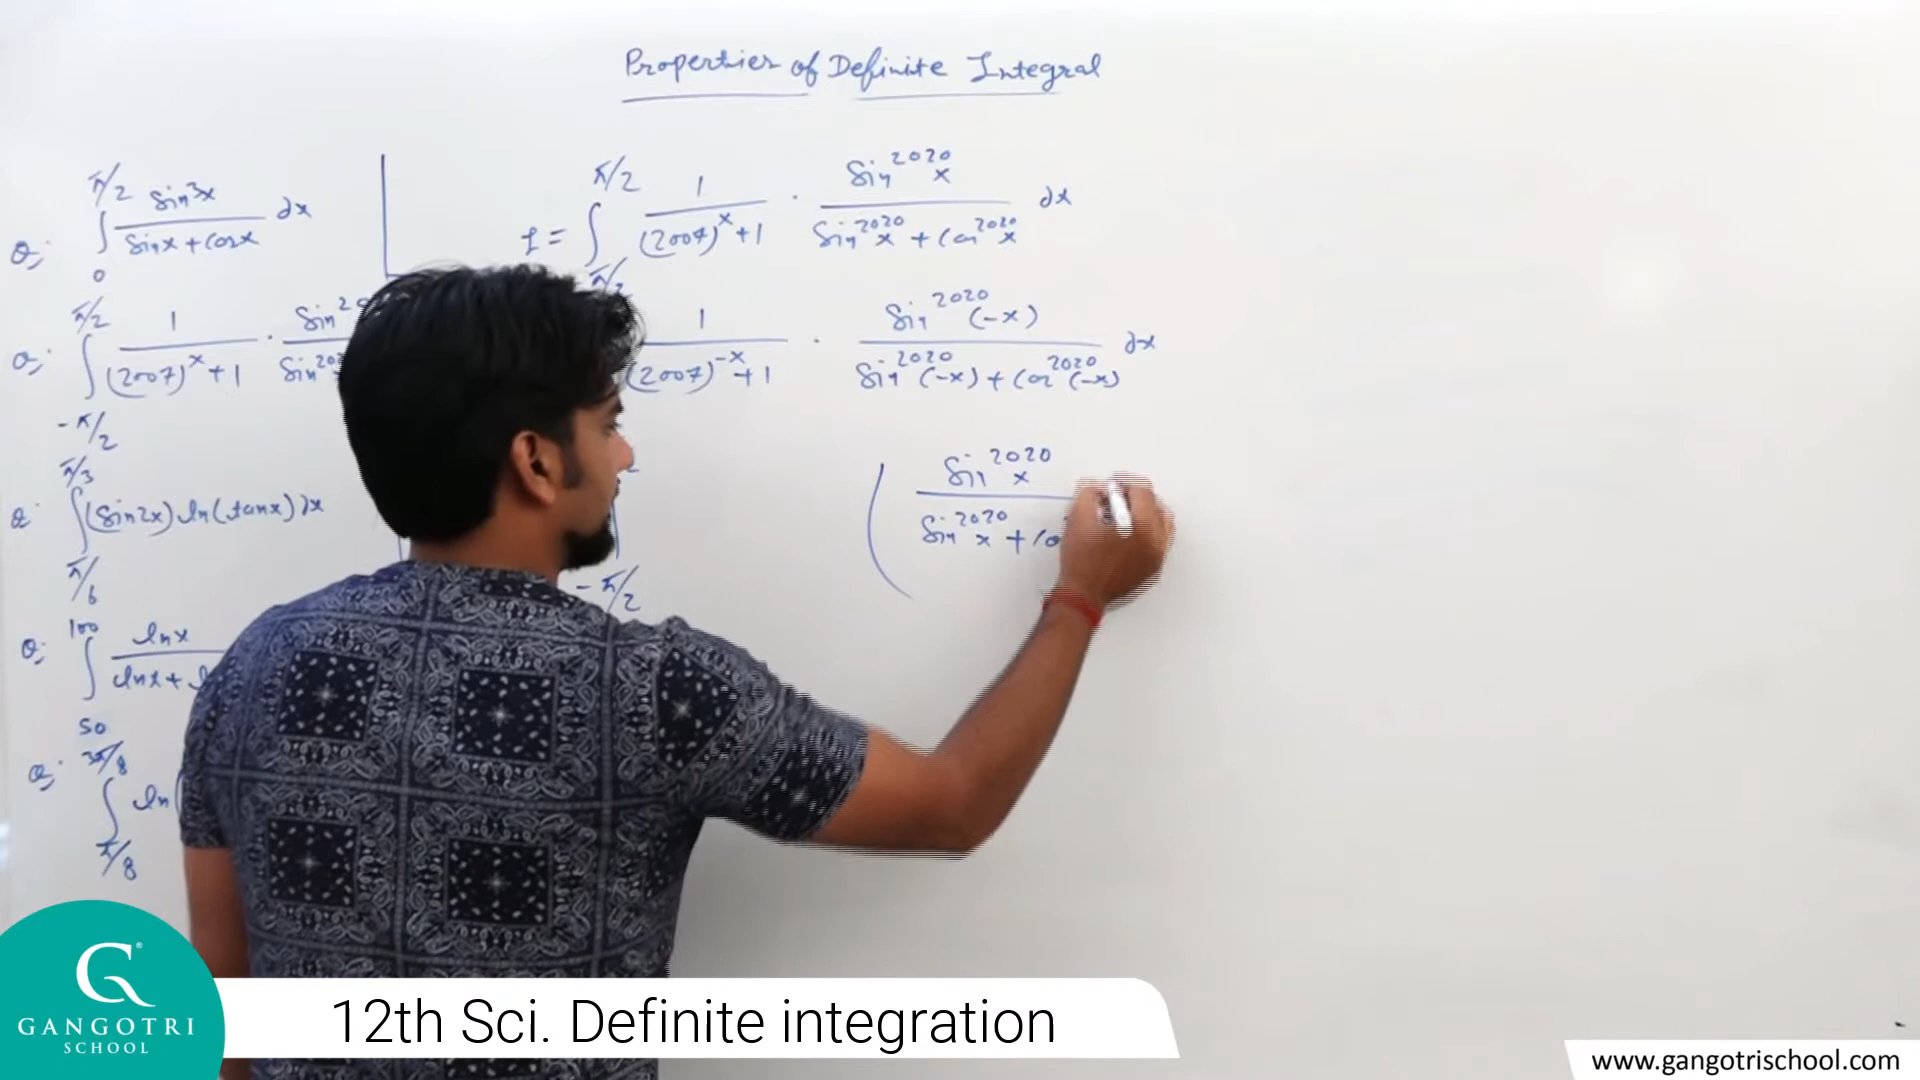 Properties of Definite Integral
Q: ∫₀^{π/2} sin³x / (sinx + cosx) dx
I = ∫_{π/2}^{π/2} 1 / ((2007)^x + 1) · sin^{2020} x / (sin^{2020} x + cos^{2020} x) dx
Q: ∫_{-π/2}^{π/2} 1 / ((2007)^x + 1) · sin
1 / ((2007)^{-x} + 1) · sin^{2020}(-x) / (sin^{2020}(-x) + cos^{2020}(-x)) dx
Q: ∫_{π/6}^{π/3} (sin2x) ln(tanx) dx
-π/2
( sin^{2020} x / (sin^{2020} x + co
Q: ∫_{50}^{100} lnx / (lnx +
Q: ∫_{π/8}^{3π/8} ln(
GANGOTRI
SCHOOL
12th Sci. Definite integration
www.gangotrischool.com